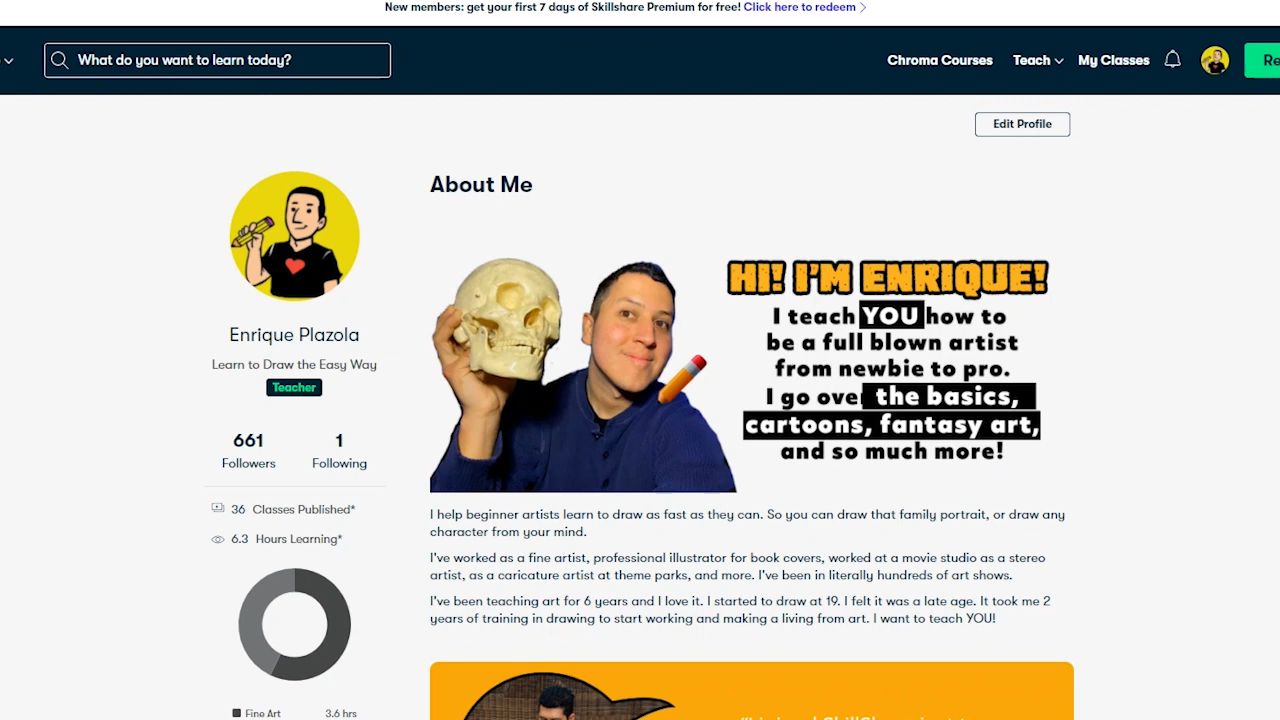 New members: get your first 7 days of Skillshare Premium for free! Click here to redeem
What do you want to learn today?
Chroma Courses
Teach
My Classes
Edit Profile
About Me
HI! I'M ENRIQUE!
I teach YOU how to
be a full blown artist
from newbie to pro.
I go over the basics,
cartoons, fantasy art,
and so much more!
Enrique Plazola
Learn to Draw the Easy Way
Teacher
661 1
Followers Following
36 Classes Published*
6.3 Hours Learning*
Fine Art 3.6 hrs
I help beginner artists learn to draw as fast as they can. So you can draw that family portrait, or draw any
character from your mind.
I've worked as a fine artist, professional illustrator for book covers, worked at a movie studio as a stereo
artist, as a caricature artist at theme parks, and more. I've been in literally hundreds of art shows.
I've been teaching art for 6 years and I love it. I started to draw at 19. I felt it was a late age. It took me 2
years of training in drawing to start working and making a living from art. I want to teach YOU!